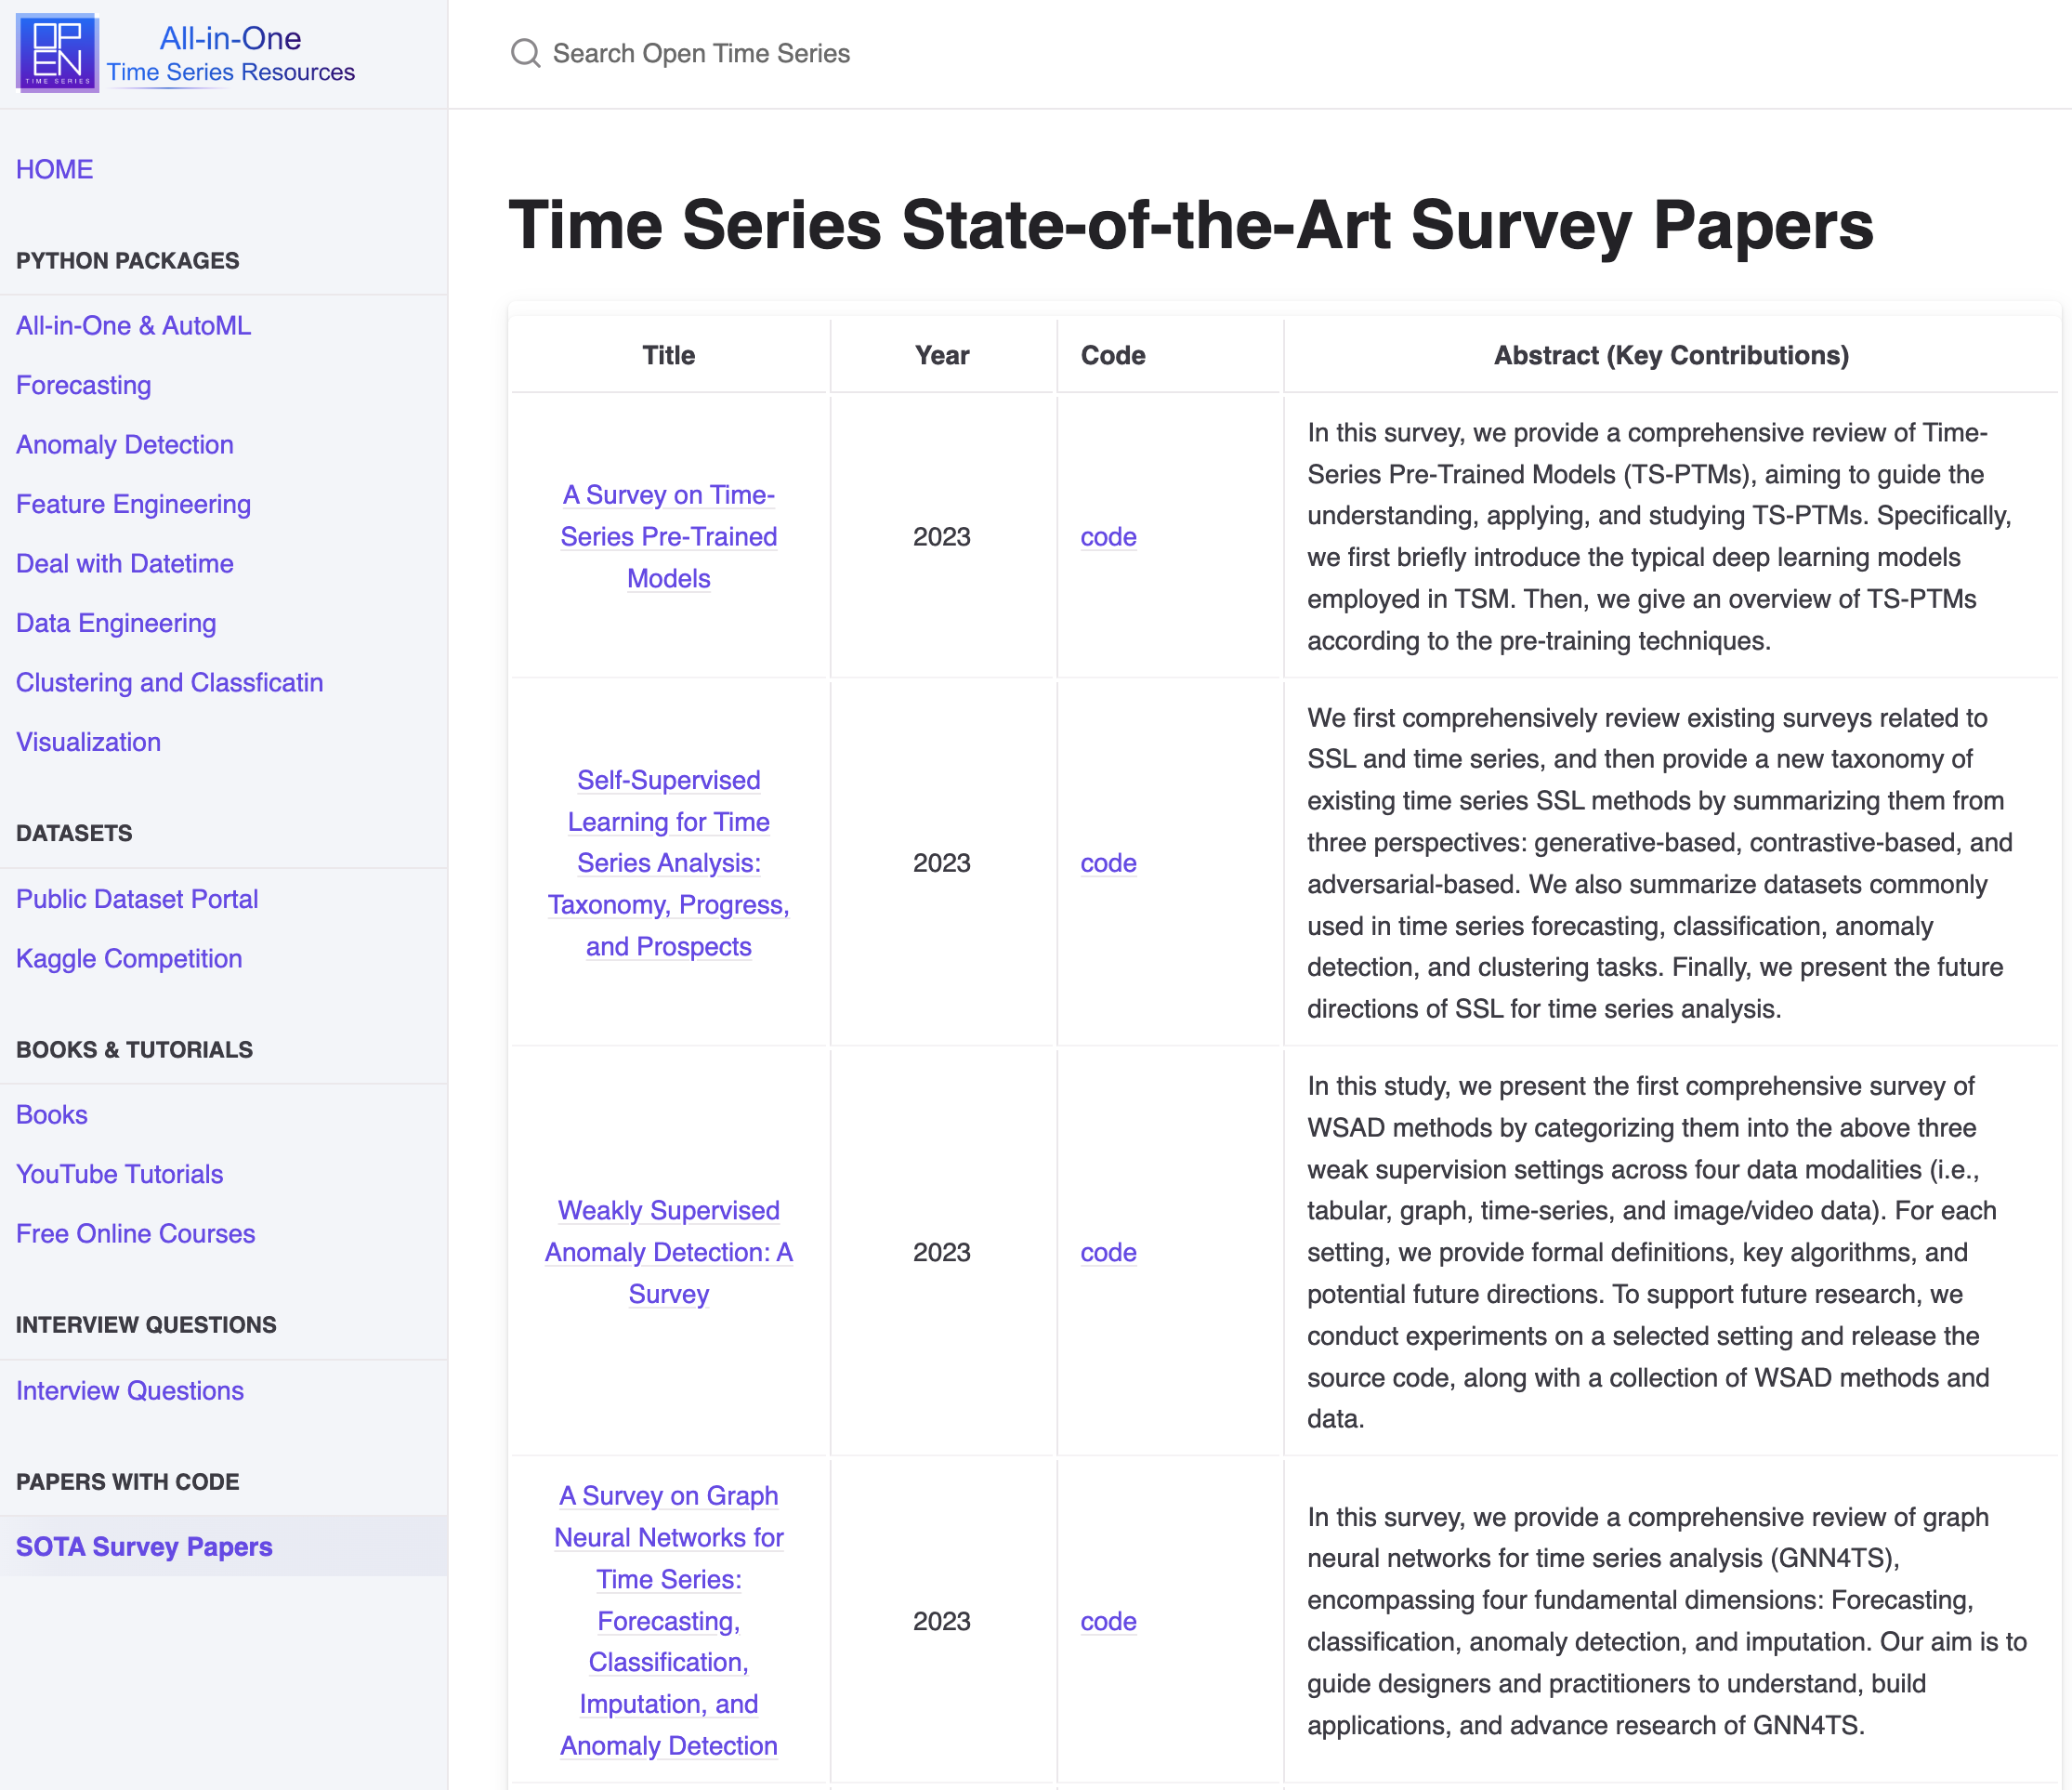 OPEN
TIME SERIES
All-in-One
Time Series Resources
Search Open Time Series
HOME
PYTHON PACKAGES
All-in-One & AutoML
Forecasting
Anomaly Detection
Feature Engineering
Deal with Datetime
Data Engineering
Clustering and Classficatin
Visualization
DATASETS
Public Dataset Portal
Kaggle Competition
BOOKS & TUTORIALS
Books
YouTube Tutorials
Free Online Courses
INTERVIEW QUESTIONS
Interview Questions
PAPERS WITH CODE
SOTA Survey Papers
Time Series State-of-the-Art Survey Papers
Title
Year
Code
Abstract (Key Contributions)
A Survey on Time-
Series Pre-Trained
Models
2023
code
In this survey, we provide a comprehensive review of Time-
Series Pre-Trained Models (TS-PTMs), aiming to guide the
understanding, applying, and studying TS-PTMs. Specifically,
we first briefly introduce the typical deep learning models
employed in TSM. Then, we give an overview of TS-PTMs
according to the pre-training techniques.
Self-Supervised
Learning for Time
Series Analysis:
Taxonomy, Progress,
and Prospects
2023
code
We first comprehensively review existing surveys related to
SSL and time series, and then provide a new taxonomy of
existing time series SSL methods by summarizing them from
three perspectives: generative-based, contrastive-based, and
adversarial-based. We also summarize datasets commonly
used in time series forecasting, classification, anomaly
detection, and clustering tasks. Finally, we present the future
directions of SSL for time series analysis.
Weakly Supervised
Anomaly Detection: A
Survey
2023
code
In this study, we present the first comprehensive survey of
WSAD methods by categorizing them into the above three
weak supervision settings across four data modalities (i.e.,
tabular, graph, time-series, and image/video data). For each
setting, we provide formal definitions, key algorithms, and
potential future directions. To support future research, we
conduct experiments on a selected setting and release the
source code, along with a collection of WSAD methods and
data.
A Survey on Graph
Neural Networks for
Time Series:
Forecasting,
Classification,
Imputation, and
Anomaly Detection
2023
code
In this survey, we provide a comprehensive review of graph
neural networks for time series analysis (GNN4TS),
encompassing four fundamental dimensions: Forecasting,
classification, anomaly detection, and imputation. Our aim is to
guide designers and practitioners to understand, build
applications, and advance research of GNN4TS.